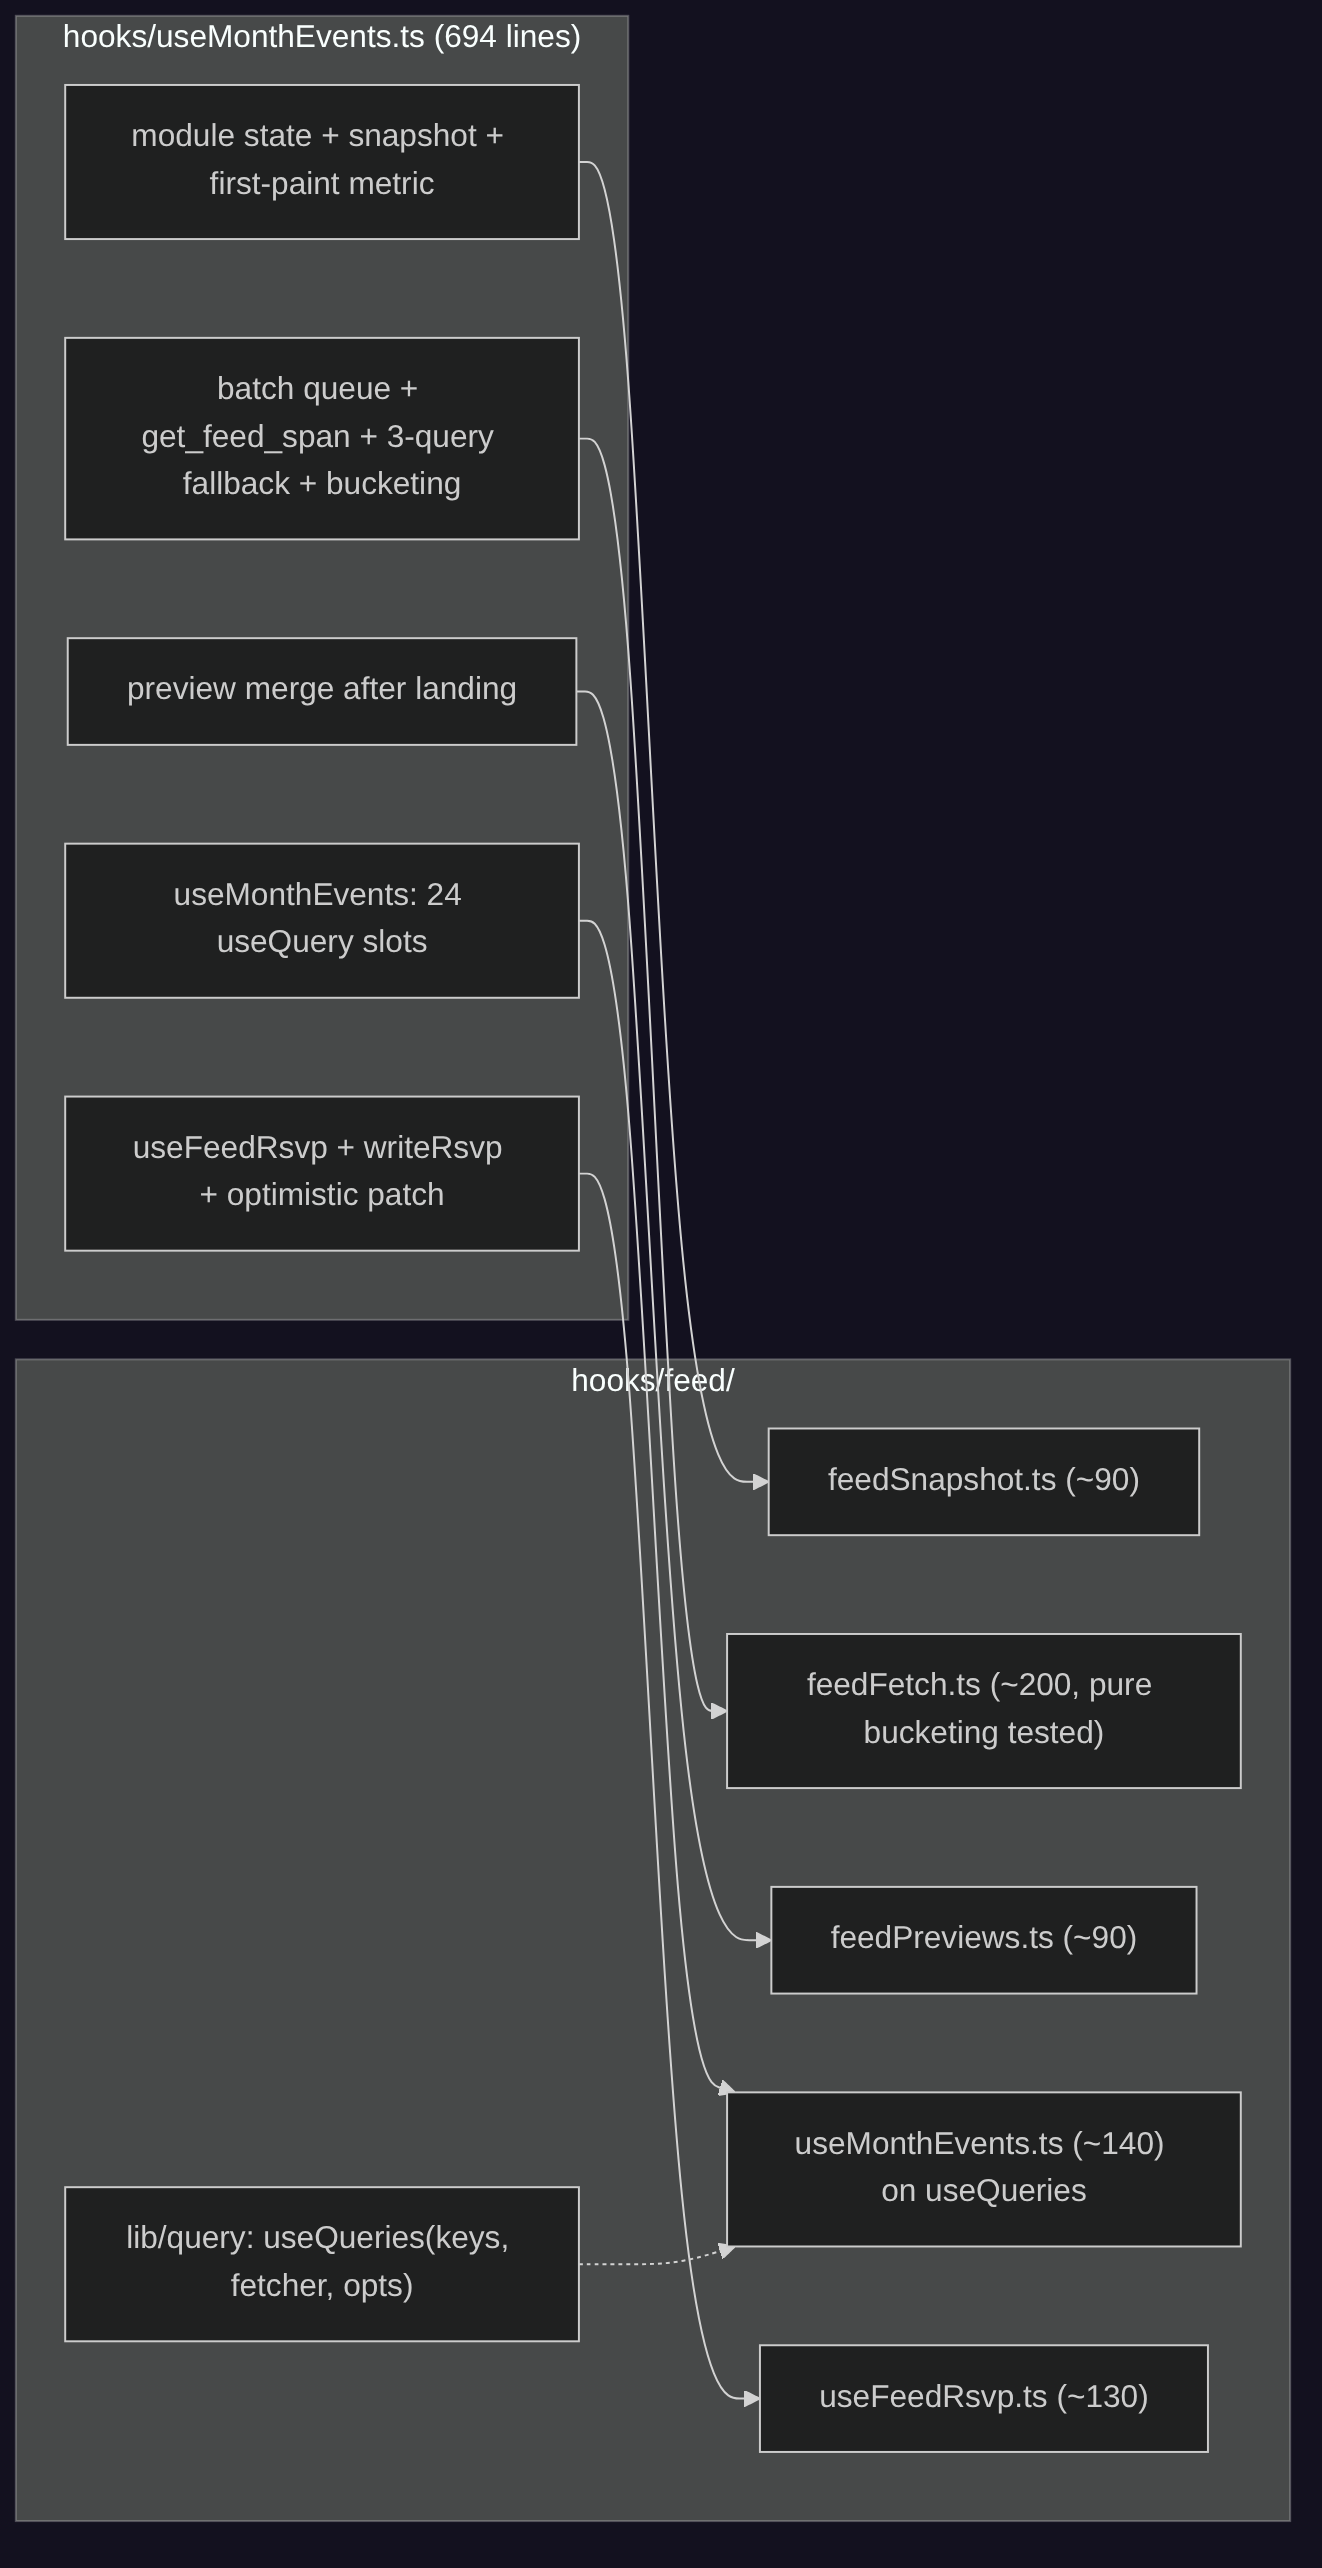 hooks/useMonthEvents.ts (694 lines)
module state + snapshot +
first-paint metric
batch queue +
get_feed_span + 3-query
fallback + bucketing
preview merge after landing
useMonthEvents: 24
useQuery slots
useFeedRsvp + writeRsvp
+ optimistic patch
hooks/feed/
feedSnapshot.ts (~90)
feedFetch.ts (~200, pure
bucketing tested)
feedPreviews.ts (~90)
useMonthEvents.ts (~140)
on useQueries
lib/query: useQueries(keys,
fetcher, opts)
useFeedRsvp.ts (~130)